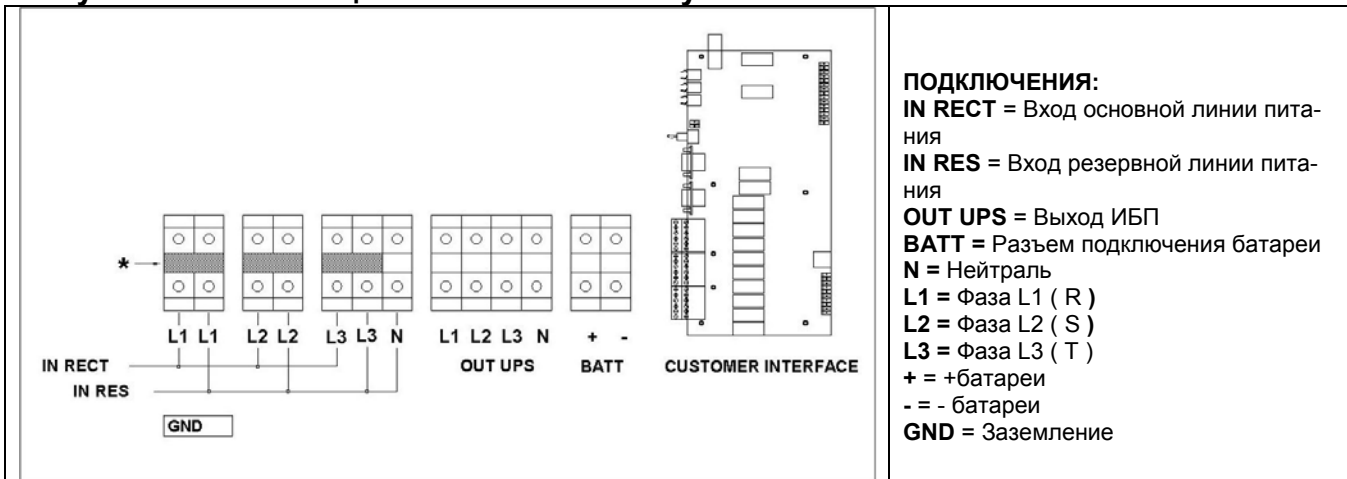 *
L1 L1 L2 L2 L3 L3 N L1 L2 L3 N + -
IN RECT OUT UPS BATT CUSTOMER INTERFACE
IN RES
GND
ПОДКЛЮЧЕНИЯ:
IN RECT = Вход основной линии пита-
ния
IN RES = Вход резервной линии пита-
ния
OUT UPS = Выход ИБП
BATT = Разъем подключения батареи
N = Нейтраль
L1 = Фаза L1 ( R )
L2 = Фаза L2 ( S )
L3 = Фаза L3 ( T )
+ = +батареи
- = - батареи
GND = Заземление